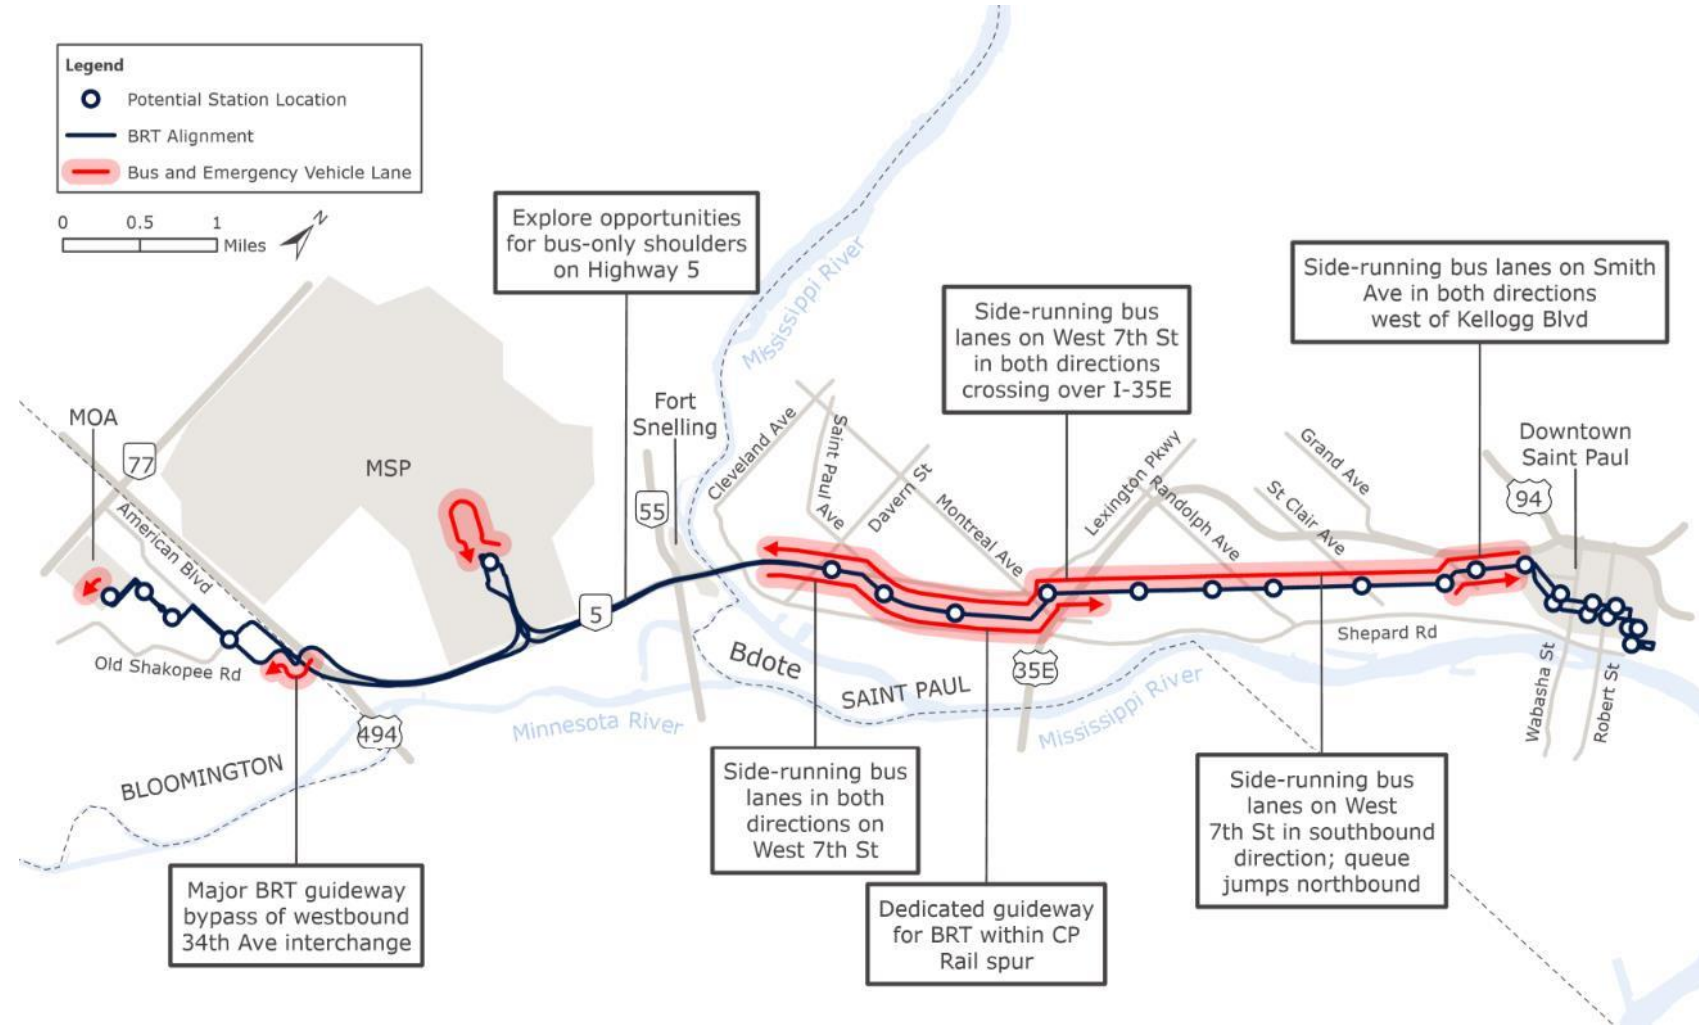 Legend
Potential Station Location
BRT Alignment
Bus and Emergency Vehicle Lane
0 0.5 1
Miles
N
Explore opportunities
for bus-only shoulders
on Highway 5
Side-running bus
lanes on West 7th St
in both directions
crossing over I-35E
Side-running bus lanes on Smith
Ave in both directions
west of Kellogg Blvd
MOA
77
MSP
American Blvd
Old Shakopee Rd
494
BLOOMINGTON
5
55
Fort
Snelling
Mississippi River
Minnesota River
Bdote
SAINT PAUL
Mississippi River
Cleveland Ave
Saint Paul Ave
Davern St
Montreal Ave
35E
Lexington Pkwy
Randolph Ave
St Clair Ave
Grand Ave
Shepard Rd
94
Downtown
Saint Paul
Wabasha St
Robert St
Major BRT guideway
bypass of westbound
34th Ave interchange
Side-running bus
lanes in both
directions on
West 7th St
Dedicated guideway
for BRT within CP
Rail spur
Side-running bus
lanes on West
7th St in southbound
direction; queue
jumps northbound